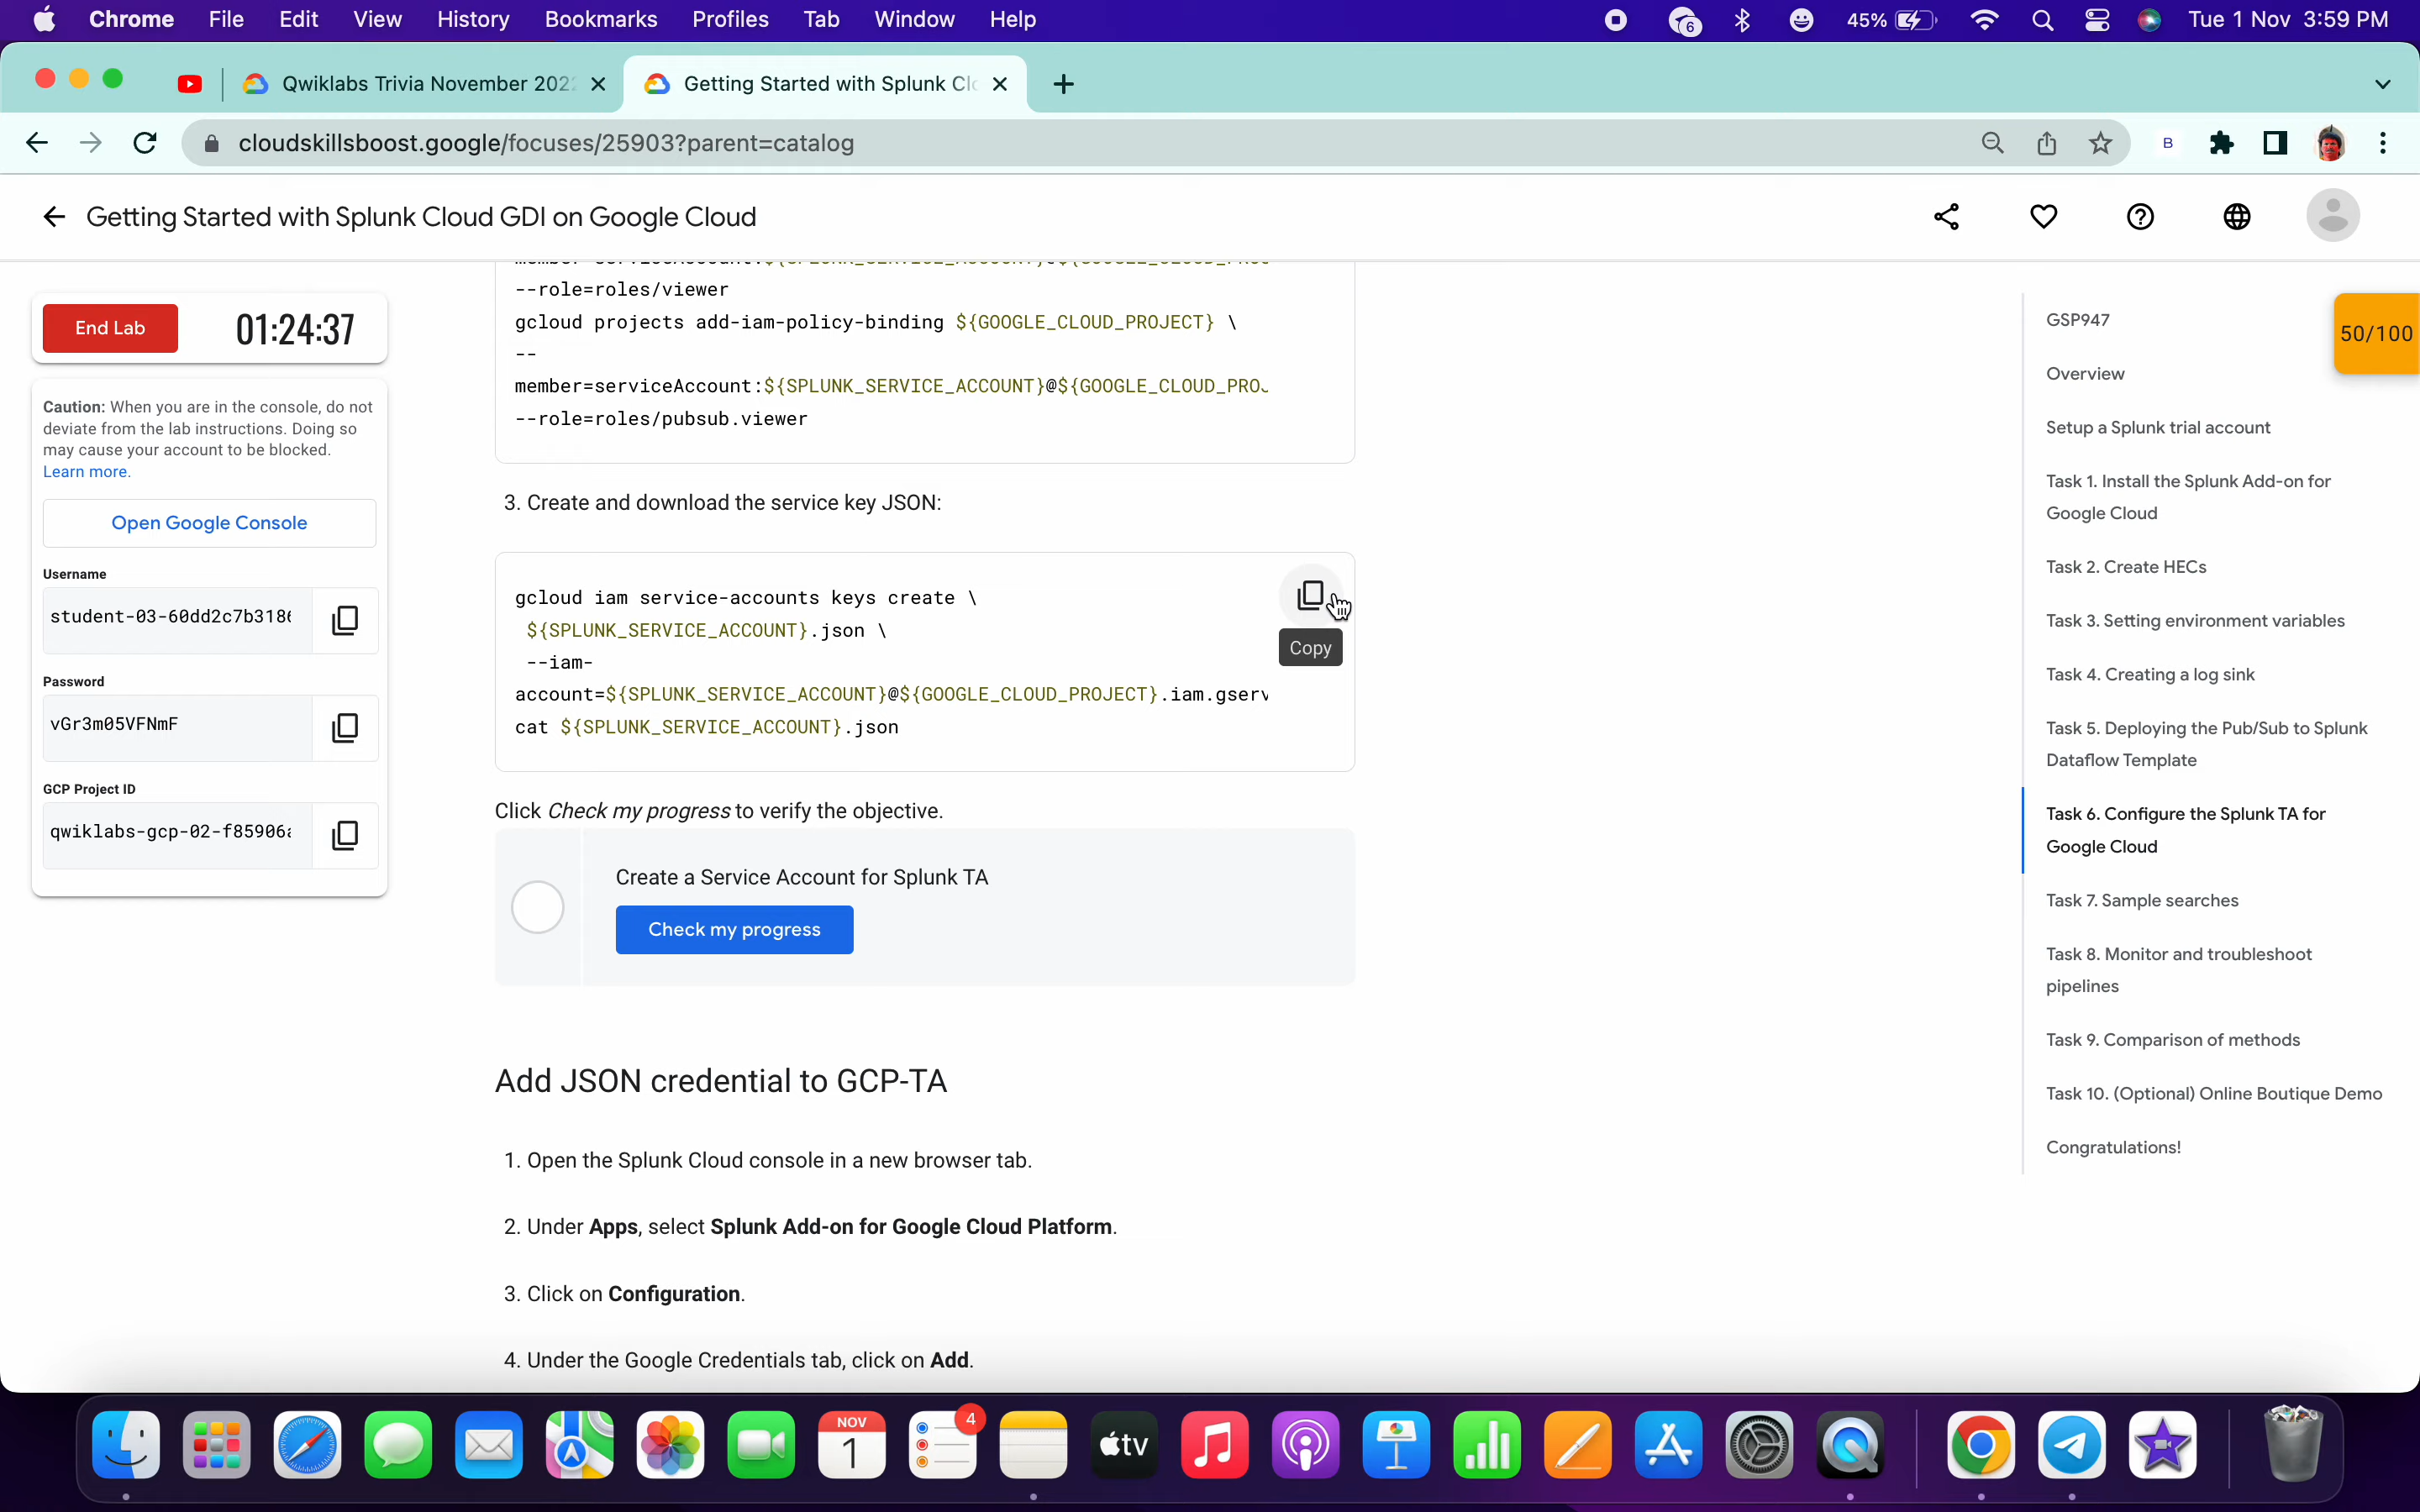 Chrome File Edit View History Bookmarks Profiles Tab Window Help
6
45%
Tue 1 Nov 3:59 PM
Qwiklabs Trivia November 202
Getting Started with Splunk Clo
cloudskillsboost.google/focuses/25903?parent=catalog
B
Getting Started with Splunk Cloud GDI on Google Cloud
End Lab
01:24:37
Caution: When you are in the console, do not
deviate from the lab instructions. Doing so
may cause your account to be blocked.
Learn more.
Open Google Console
Username
student-03-60dd2c7b318
Password
vGr3m05VFNmF
GCP Project ID
qwiklabs-gcp-02-f85906
--role=roles/viewer
gcloud projects add-iam-policy-binding ${GOOGLE_CLOUD_PROJECT} \
--
member=serviceAccount:${SPLUNK_SERVICE_ACCOUNT}@${GOOGLE_CLOUD_PRO
--role=roles/pubsub.viewer
3. Create and download the service key JSON:
gcloud iam service-accounts keys create \
${SPLUNK_SERVICE_ACCOUNT}.json \
--iam-
account=${SPLUNK_SERVICE_ACCOUNT}@${GOOGLE_CLOUD_PROJECT}.iam.gserv
cat ${SPLUNK_SERVICE_ACCOUNT}.json
Copy
Click Check my progress to verify the objective.
Create a Service Account for Splunk TA
Check my progress
Add JSON credential to GCP-TA
1. Open the Splunk Cloud console in a new browser tab.
2. Under Apps, select Splunk Add-on for Google Cloud Platform.
3. Click on Configuration.
4. Under the Google Credentials tab, click on Add.
GSP947
50/100
Overview
Setup a Splunk trial account
Task 1. Install the Splunk Add-on for
Google Cloud
Task 2. Create HECs
Task 3. Setting environment variables
Task 4. Creating a log sink
Task 5. Deploying the Pub/Sub to Splunk
Dataflow Template
Task 6. Configure the Splunk TA for
Google Cloud
Task 7. Sample searches
Task 8. Monitor and troubleshoot
pipelines
Task 9. Comparison of methods
Task 10. (Optional) Online Boutique Demo
Congratulations!
NOV
1
4
tv